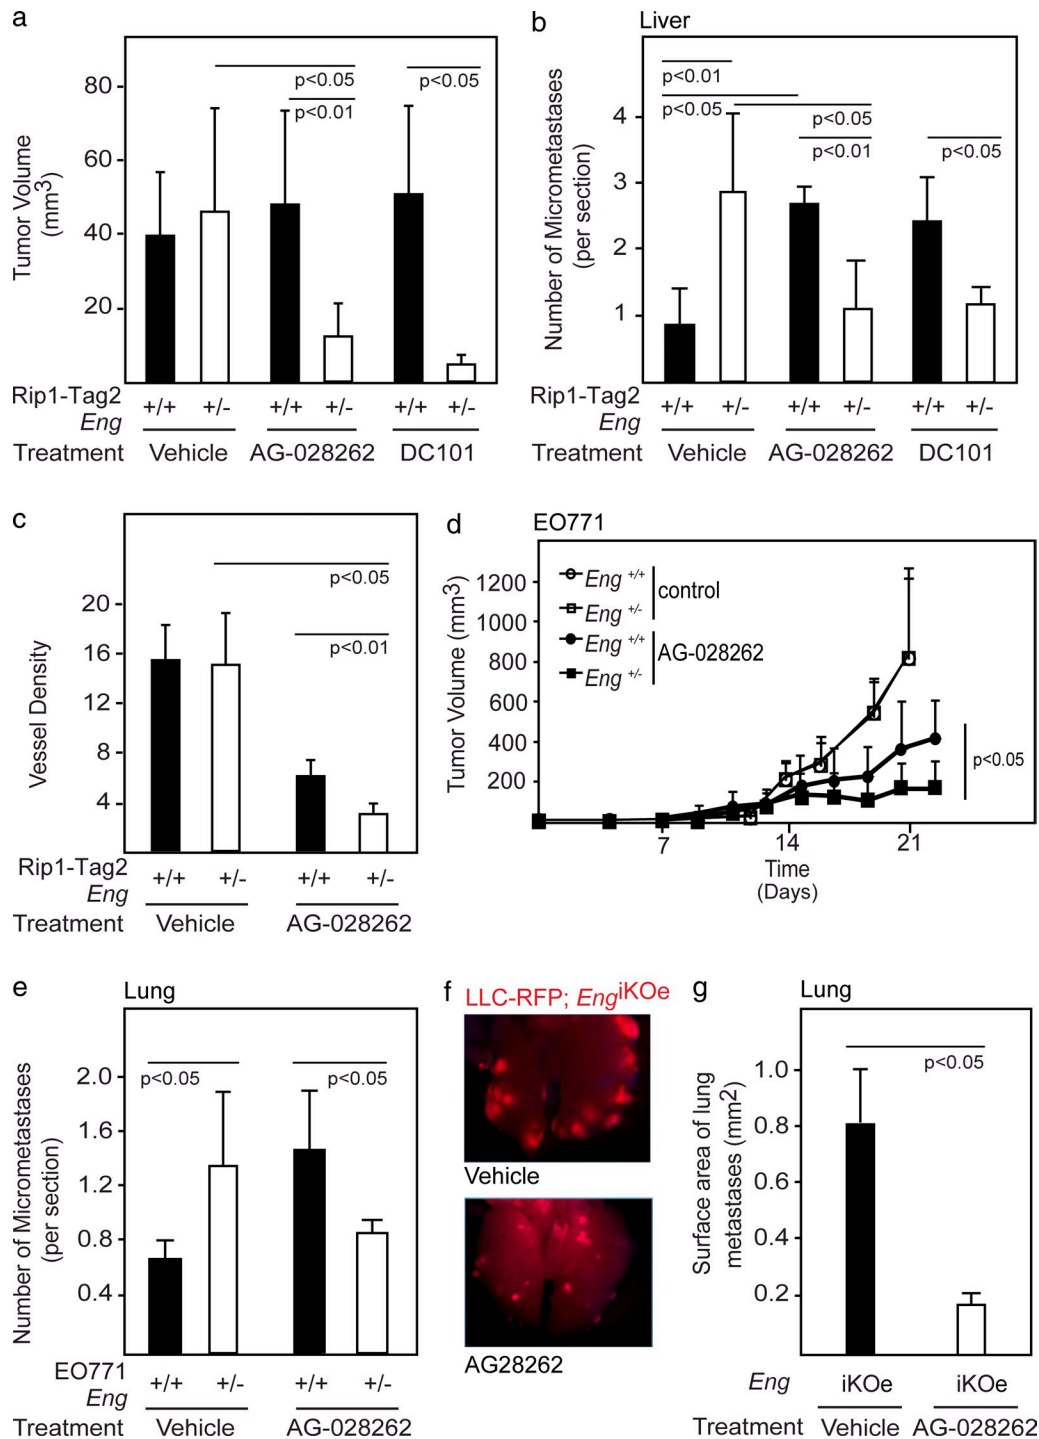 a
Tumor Volume
(mm3)
80
60
40
20
p<0.05
p<0.01
p<0.05
Rip1-Tag2
Eng
+/+ +/- +/+ +/- +/+ +/-
Treatment Vehicle AG-028262 DC101
b
Liver
Number of Micrometastases
(per section)
4
3
2
1
p<0.01
p<0.05
p<0.05
p<0.01
p<0.05
Rip1-Tag2
Eng
+/+ +/- +/+ +/- +/+ +/-
Treatment Vehicle AG-028262 DC101
c
Vessel Density
20
16
12
8
4
p<0.05
p<0.01
Rip1-Tag2
Eng
+/+ +/- +/+ +/-
Treatment Vehicle AG-028262
d
EO771
Tumor Volume (mm3)
1200
1000
800
600
400
200
Eng +/+
Eng +/-
control
Eng +/+
Eng +/-
AG-028262
p<0.05
7 14 21
Time
(Days)
e
Lung
Number of Micrometastases
(per section)
2.0
1.6
1.2
0.8
0.4
p<0.05
p<0.05
EO771
Eng
+/+ +/- +/+ +/-
Treatment Vehicle AG-028262
f
LLC-RFP; EngiKOe
Vehicle
AG28262
g
Lung
Surface area of lung
metastases (mm2)
1.0
0.8
0.6
0.4
0.2
p<0.05
Eng iKOe iKOe
Treatment Vehicle AG-028262